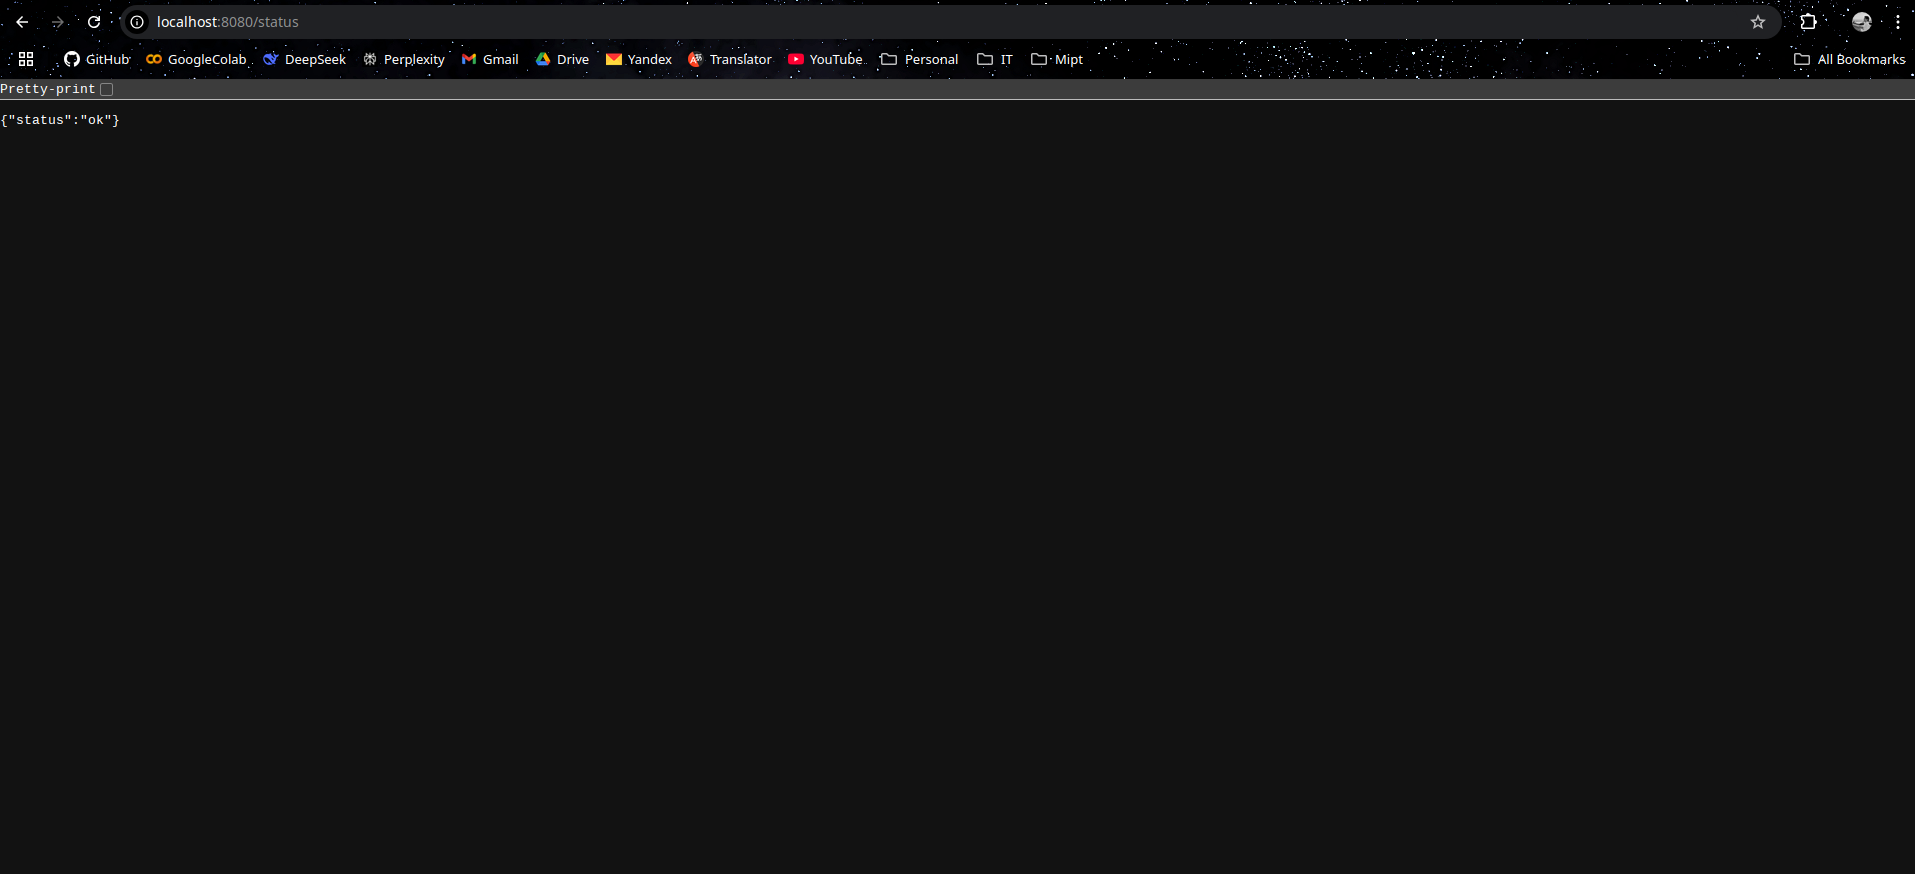 localhost:8080/status
GitHub GoogleColab DeepSeek Perplexity Gmail Drive Yandex Translator YouTube Personal IT Mipt All Bookmarks
Pretty-print
{"status":"ok"}